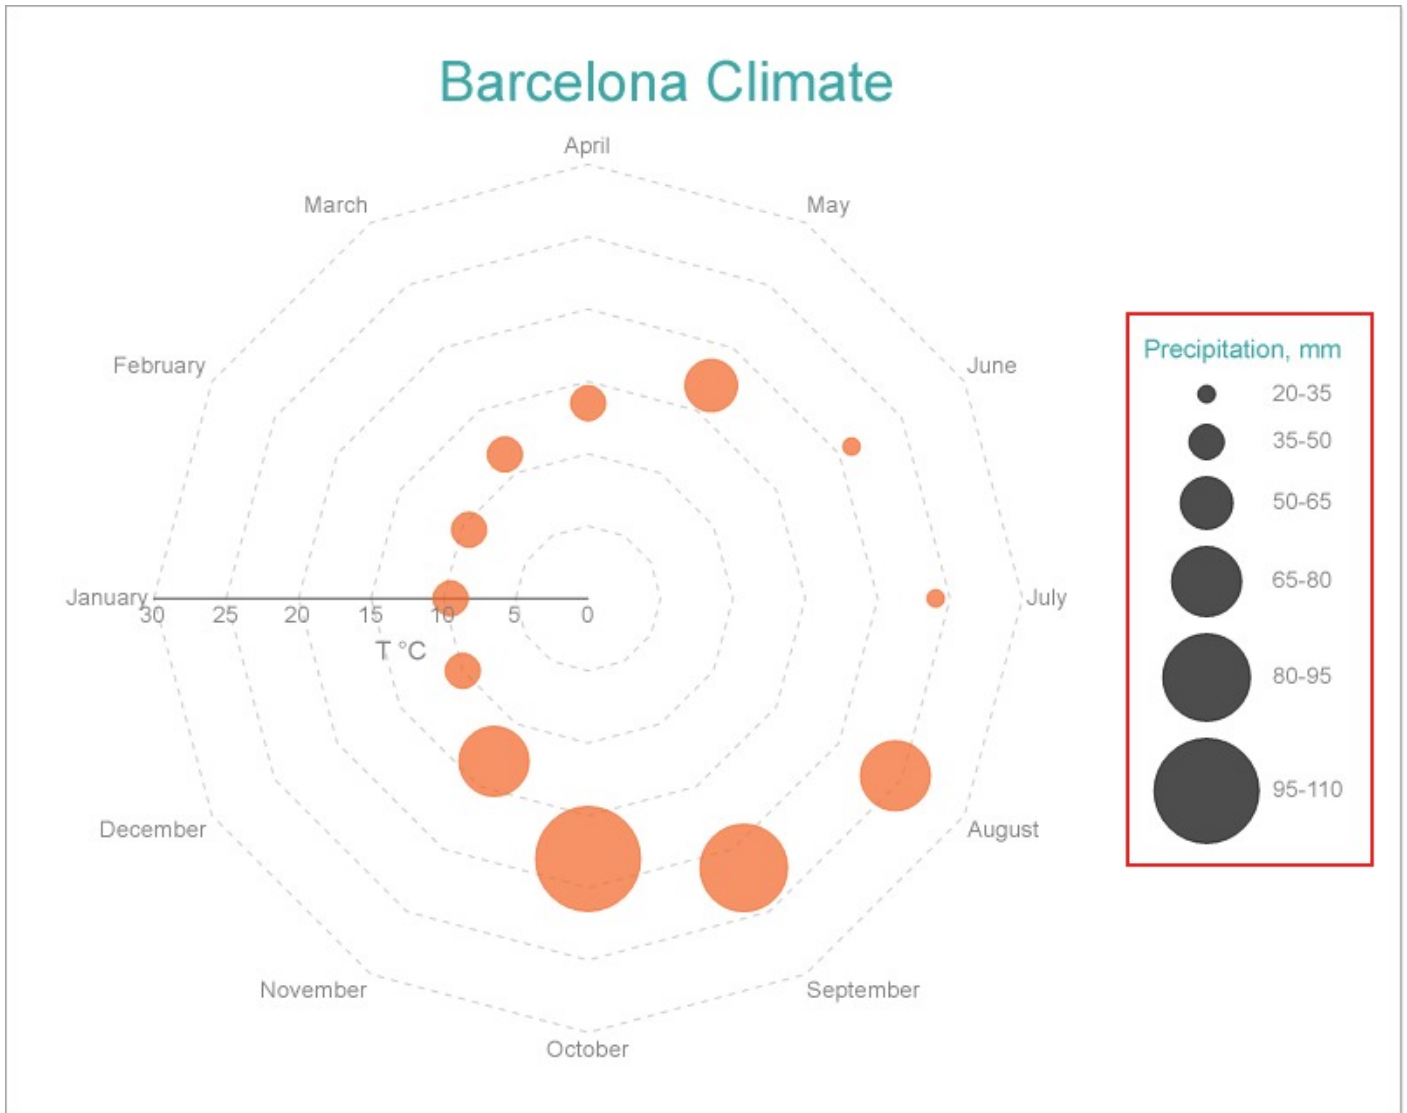 Barcelona Climate
April
March
May
February
June
January
July
30 25 20 15 10 5 0
T °C
December
August
November
September
October
Precipitation, mm
20-35
35-50
50-65
65-80
80-95
95-110